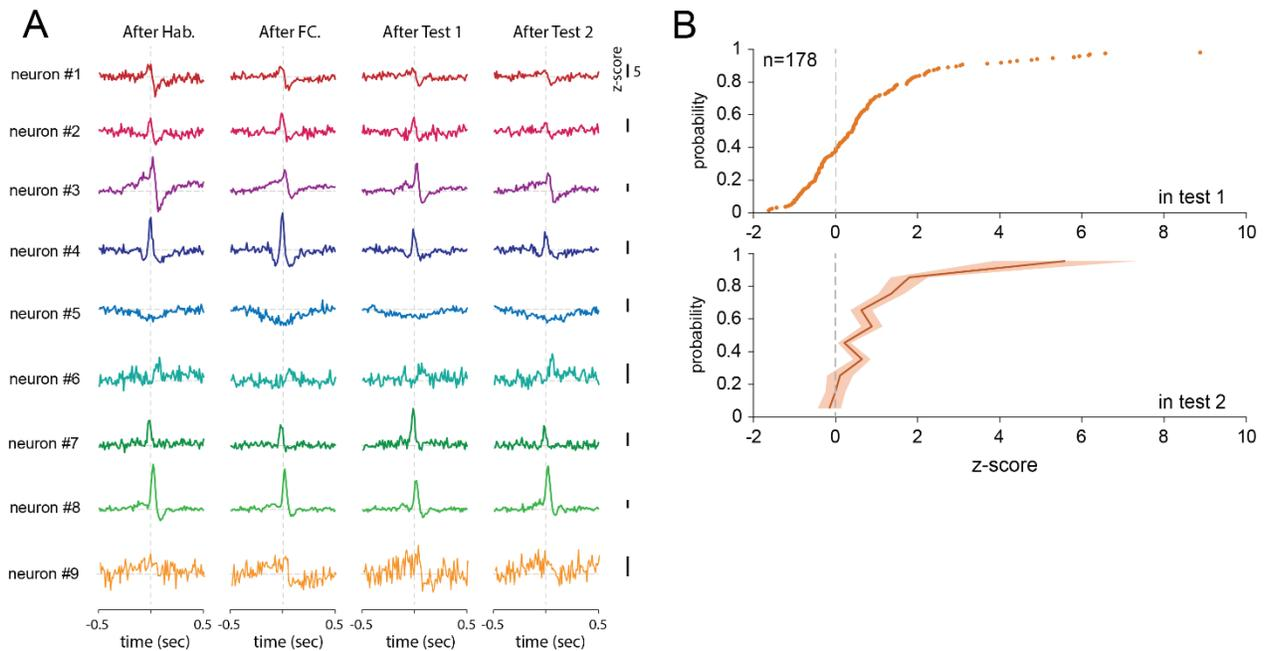 A
After Hab. After FC. After Test 1 After Test 2
z-score
5
neuron #1
neuron #2
neuron #3
neuron #4
neuron #5
neuron #6
neuron #7
neuron #8
neuron #9
-0.5 0.5 -0.5 0.5 -0.5 0.5 -0.5 0.5
time (sec) time (sec) time (sec) time (sec)
B
n=178
probability
1
0.8
0.6
0.4
0.2
0
in test 1
-2 0 2 4 6 8 10
probability
1
0.8
0.6
0.4
0.2
0
in test 2
-2 0 2 4 6 8 10
z-score